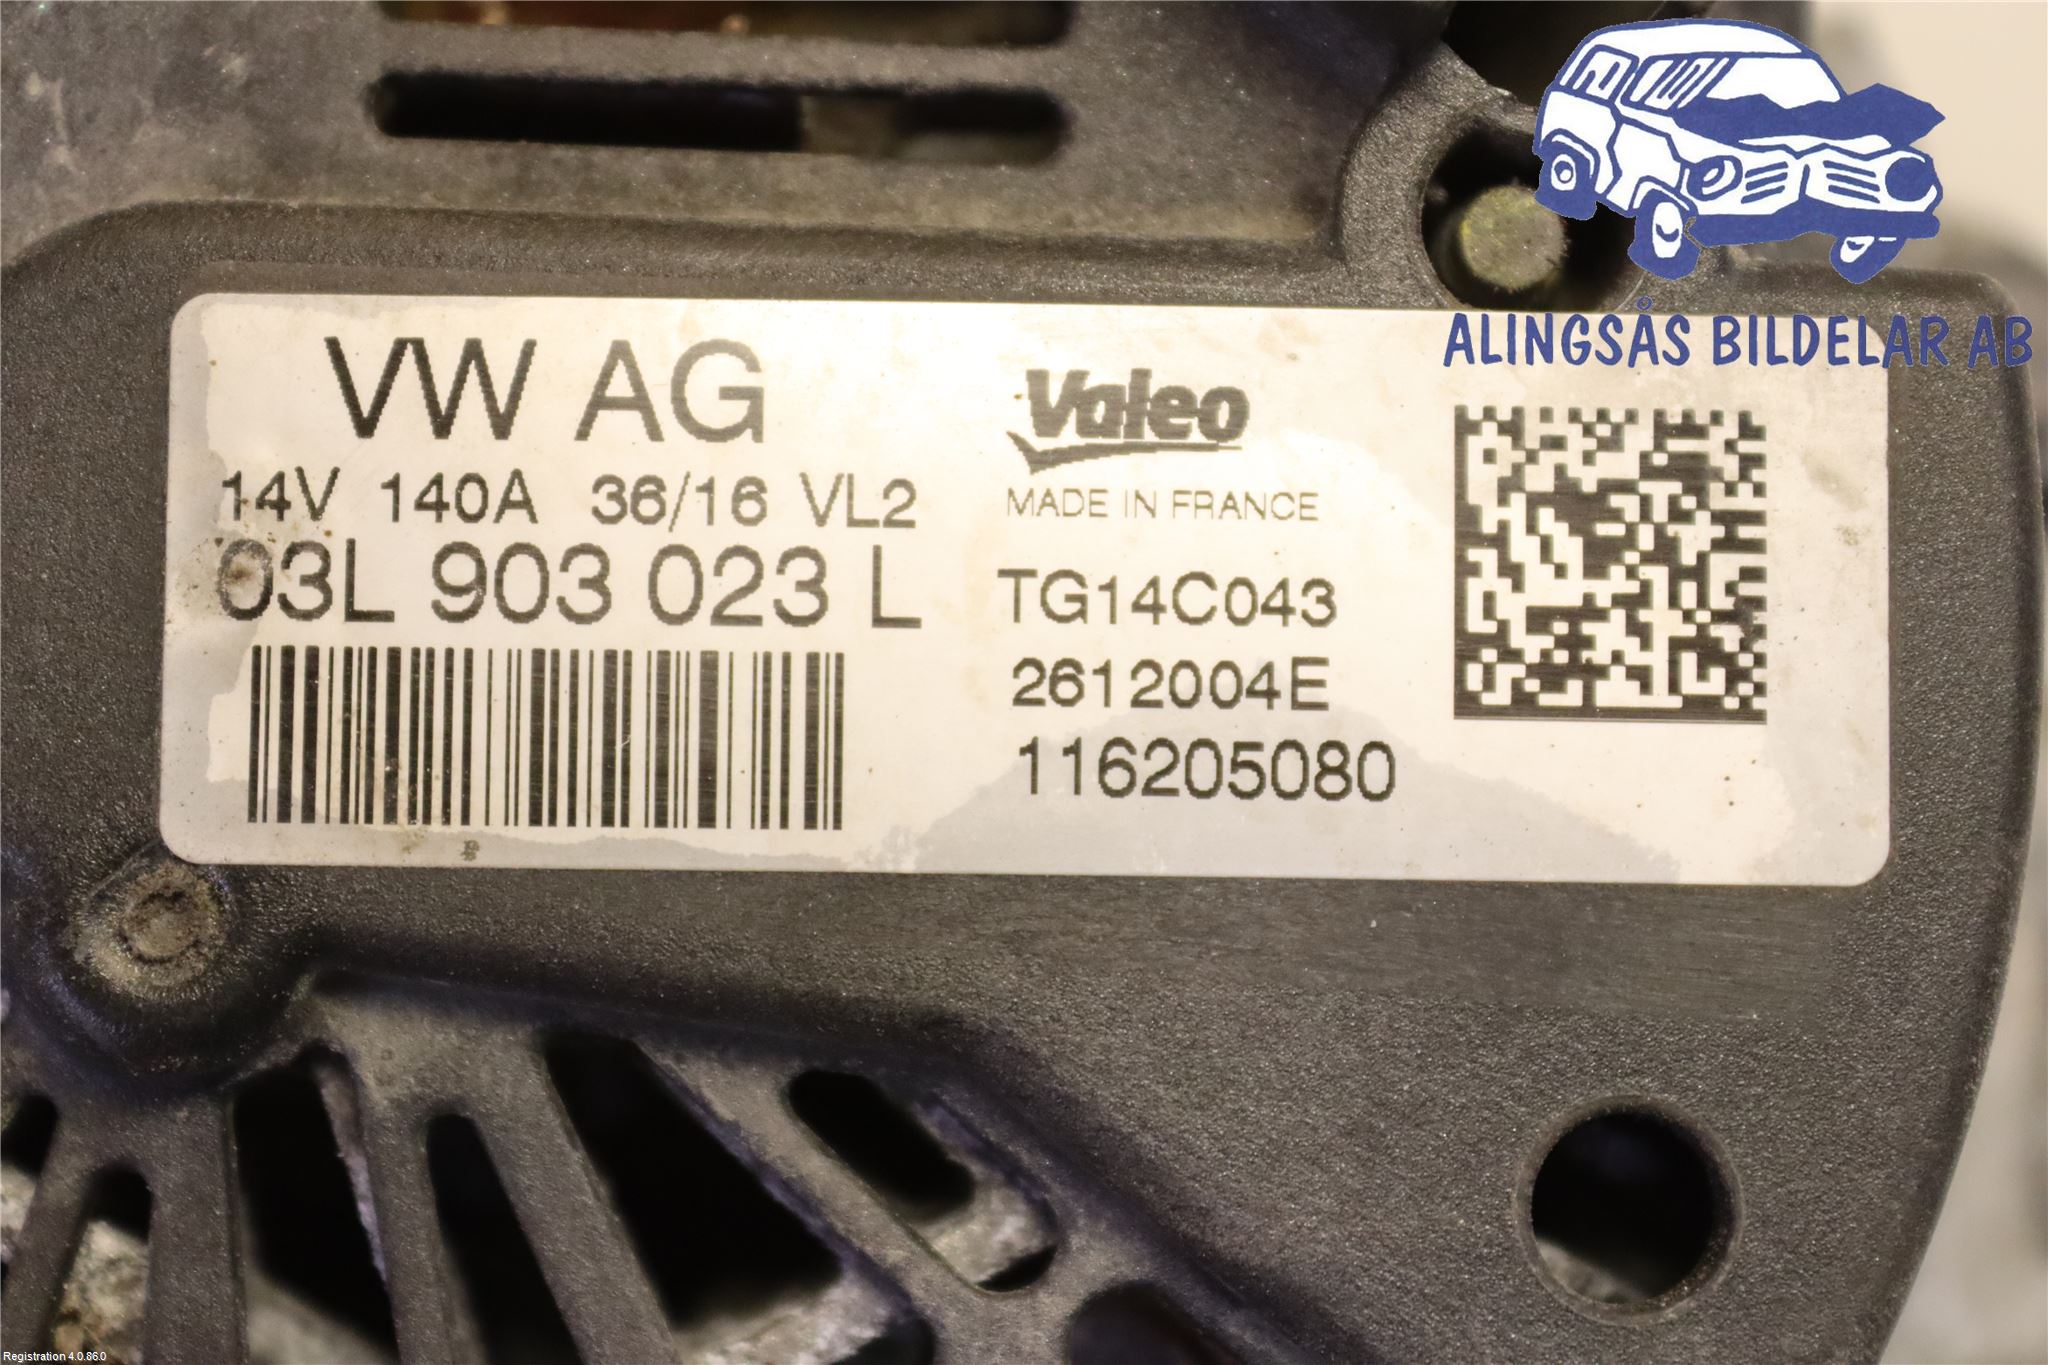 ALINGSÅS BILDELAR AB
VW AG
14V 140A 36/16 VL2
03L 903 023 L
Valeo
MADE IN FRANCE
TG14C043
2612004E
116205080
Registration 4.0.86.0